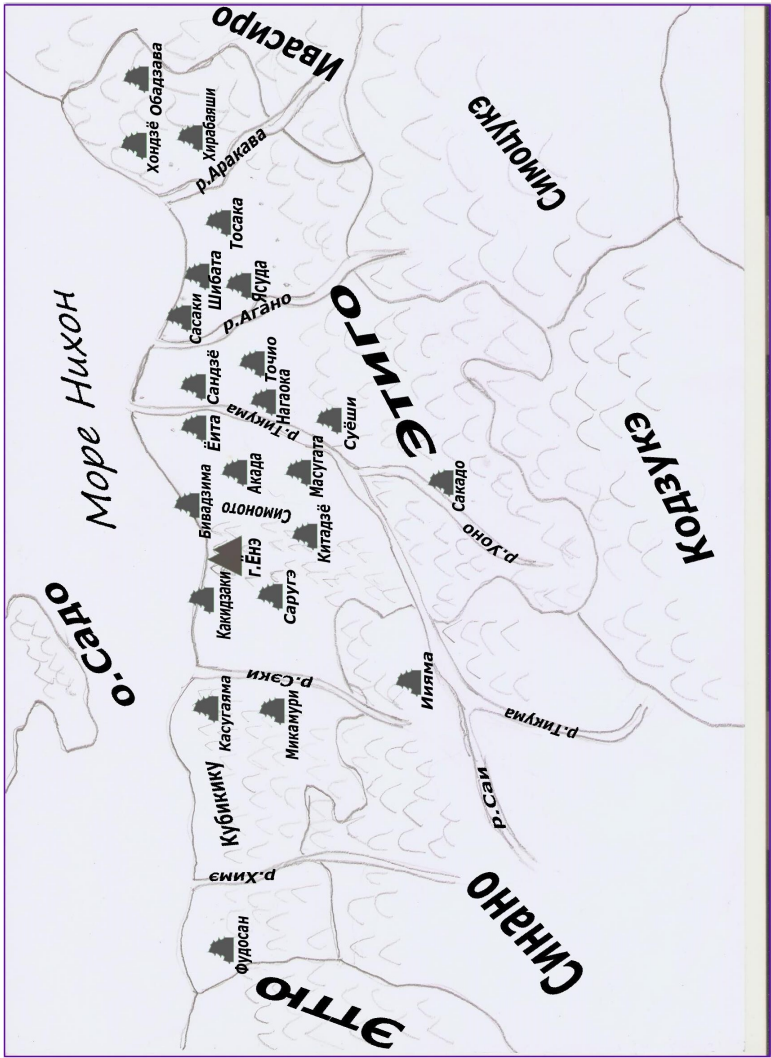 Ивасиро
Обадзава
Хондзё
Хирабаяши
р.Аракава
Симоцукэ
Тосака
Шибата
Ясуда
Сасаки
р.Агано
Море Нихон
ЭТИГО
Сандзё
Точио
Нагаока
р.Тикума
Суёши
Ёита
Кодзукэ
Акада
Масугата
Сакадо
Бивадзима
Симоното
Китадзё
р.Уоно
г.Ёнэ
Какидзаки
Саругэ
о.Садо
р.Сэки
Иияма
Касугаяма
Микамури
р.Тикума
р.Саи
Кубикику
р.Химэ
Синано
Фудосан
ЭТТЮ